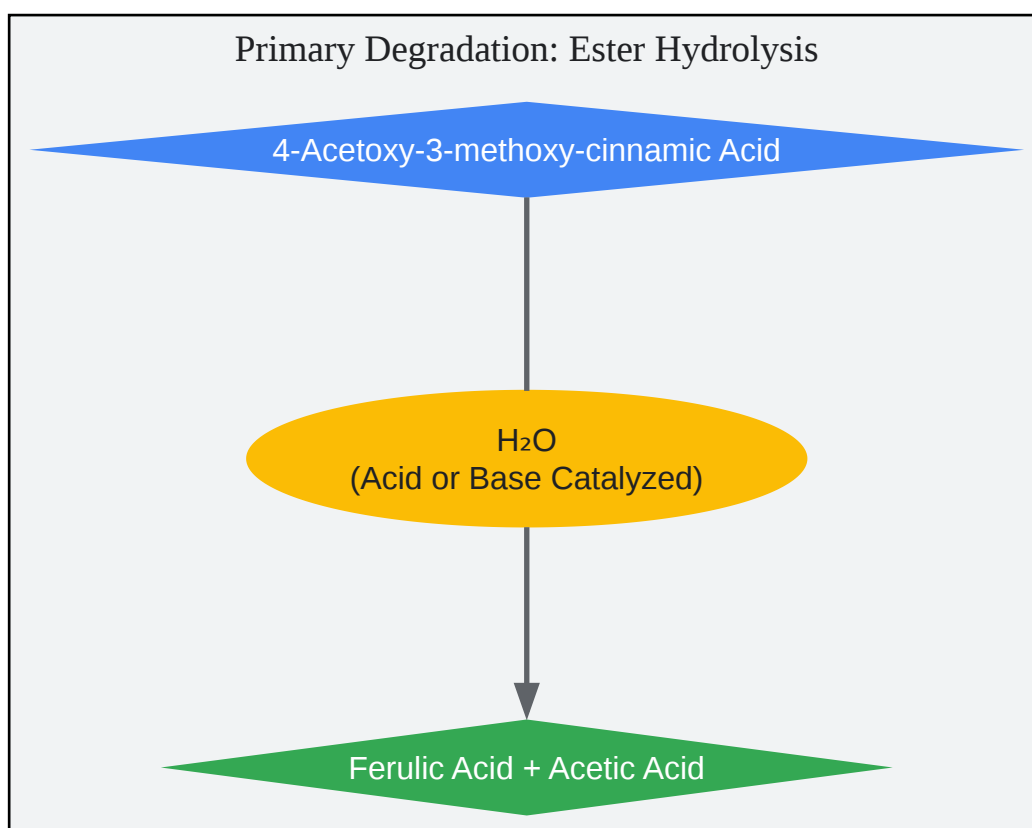 Primary Degradation: Ester Hydrolysis
4-Acetoxy-3-methoxy-cinnamic Acid
H₂O
(Acid or Base Catalyzed)
Ferulic Acid + Acetic Acid